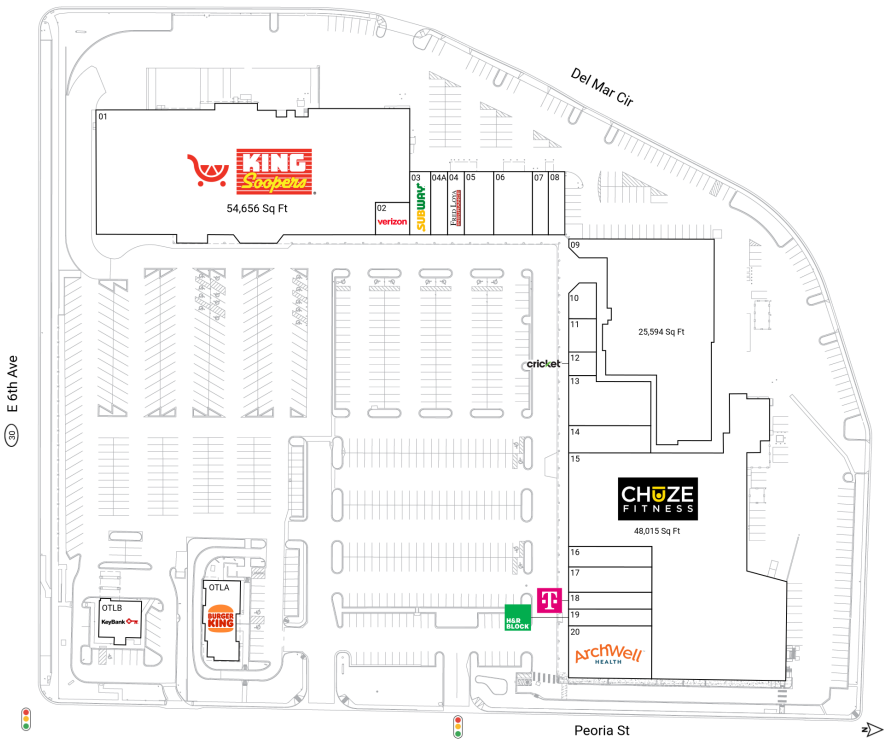 Del Mar Cir
01
KING
Soopers
54,656 Sq Ft
02
verizon
03
SUBWAY
04A
04
FRED LOYA
05
06
07
08
09
10
11
25,594 Sq Ft
12
cricket
13
14
15
CHUZE
FITNESS
48,015 Sq Ft
16
17
18
T
19
H&R
BLOCK
20
ArchWell
HEALTH
OTLA
BURGER
KING
OTLB
KeyBank
E 6th Ave
30
Peoria St
N